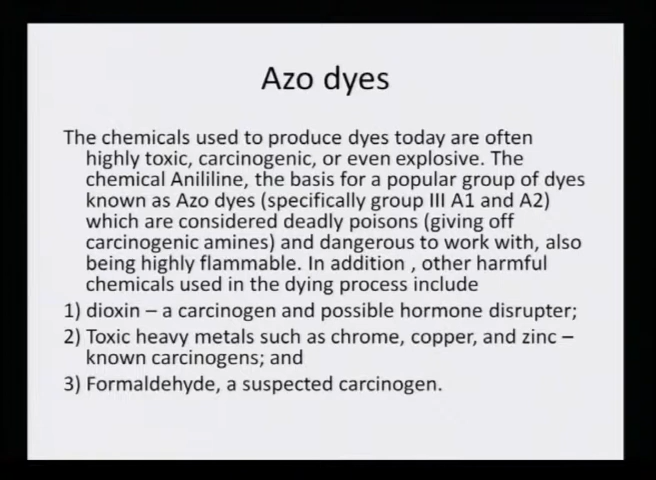 Azo dyes
The chemicals used to produce dyes today are often
highly toxic, carcinogenic, or even explosive. The
chemical Anililine, the basis for a popular group of dyes
known as Azo dyes (specifically group III A1 and A2)
which are considered deadly poisons (giving off
carcinogenic amines) and dangerous to work with, also
being highly flammable. In addition , other harmful
chemicals used in the dying process include
1) dioxin – a carcinogen and possible hormone disrupter;
2) Toxic heavy metals such as chrome, copper, and zinc –
known carcinogens; and
3) Formaldehyde, a suspected carcinogen.